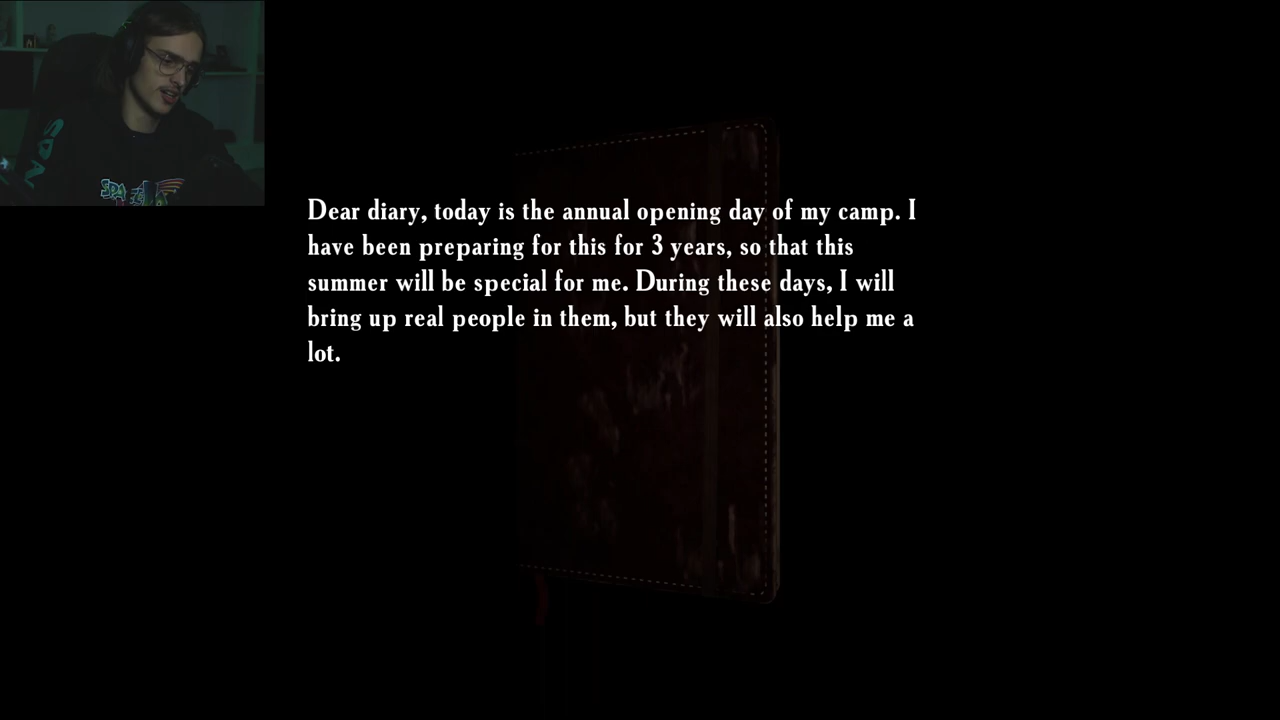 Dear diary, today is the annual opening day of my camp. I
have been preparing for this for 3 years, so that this
summer will be special for me. During these days, I will
bring up real people in them, but they will also help me a
lot.